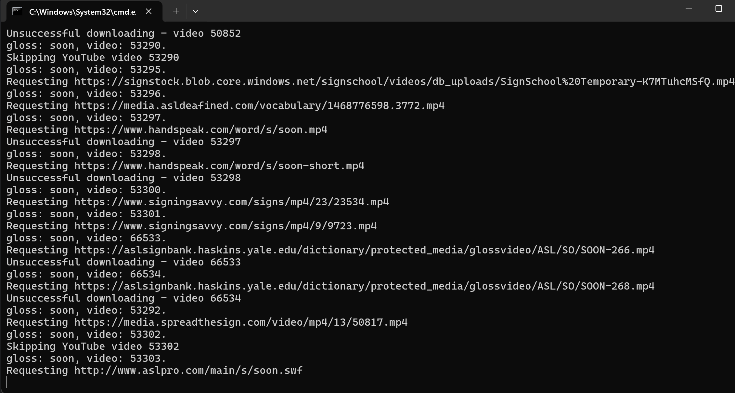 C:\Windows\System32\cmd.e
Unsuccessful downloading - video 50852
gloss: soon, video: 53290.
Skipping YouTube video 53290
gloss: soon, video: 53295.
Requesting https://signstock.blob.core.windows.net/signschool/videos/db_uploads/SignSchool%20Temporary-K7MTuhcMSfQ.mp4
gloss: soon, video: 53296.
Requesting https://media.asldeafined.com/vocabulary/1468776598.3772.mp4
gloss: soon, video: 53297.
Requesting https://www.handspeak.com/word/s/soon.mp4
Unsuccessful downloading - video 53297
gloss: soon, video: 53298.
Requesting https://www.handspeak.com/word/s/soon-short.mp4
Unsuccessful downloading - video 53298
gloss: soon, video: 53300.
Requesting https://www.signingsavvy.com/signs/mp4/23/23534.mp4
gloss: soon, video: 53301.
Requesting https://www.signingsavvy.com/signs/mp4/9/9723.mp4
gloss: soon, video: 66533.
Requesting https://aslsignbank.haskins.yale.edu/dictionary/protected_media/glossvideo/ASL/SO/SOON-266.mp4
Unsuccessful downloading - video 66533
gloss: soon, video: 66534.
Requesting https://aslsignbank.haskins.yale.edu/dictionary/protected_media/glossvideo/ASL/SO/SOON-268.mp4
Unsuccessful downloading - video 66534
gloss: soon, video: 53292.
Requesting https://media.spreadthesign.com/video/mp4/13/50817.mp4
gloss: soon, video: 53302.
Skipping YouTube video 53302
gloss: soon, video: 53303.
Requesting http://www.aslpro.com/main/s/soon.swf